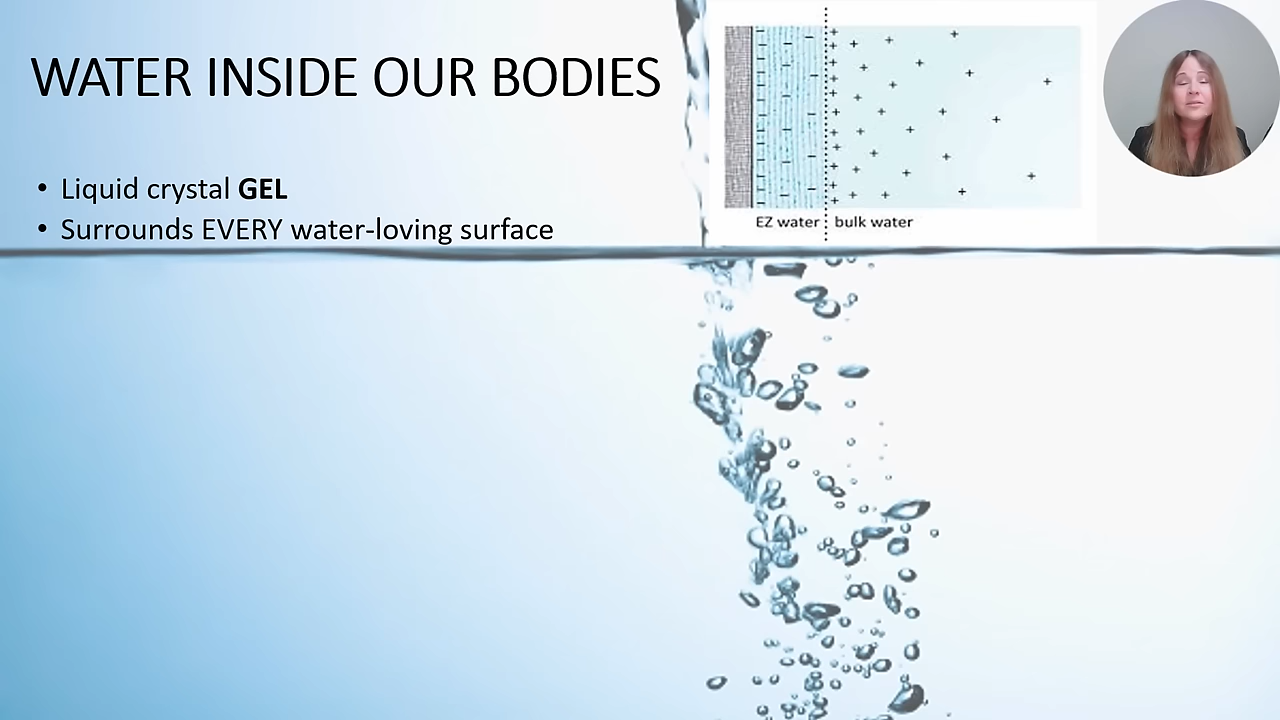 WATER INSIDE OUR BODIES
• Liquid crystal GEL
• Surrounds EVERY water-loving surface
EZ water bulk water